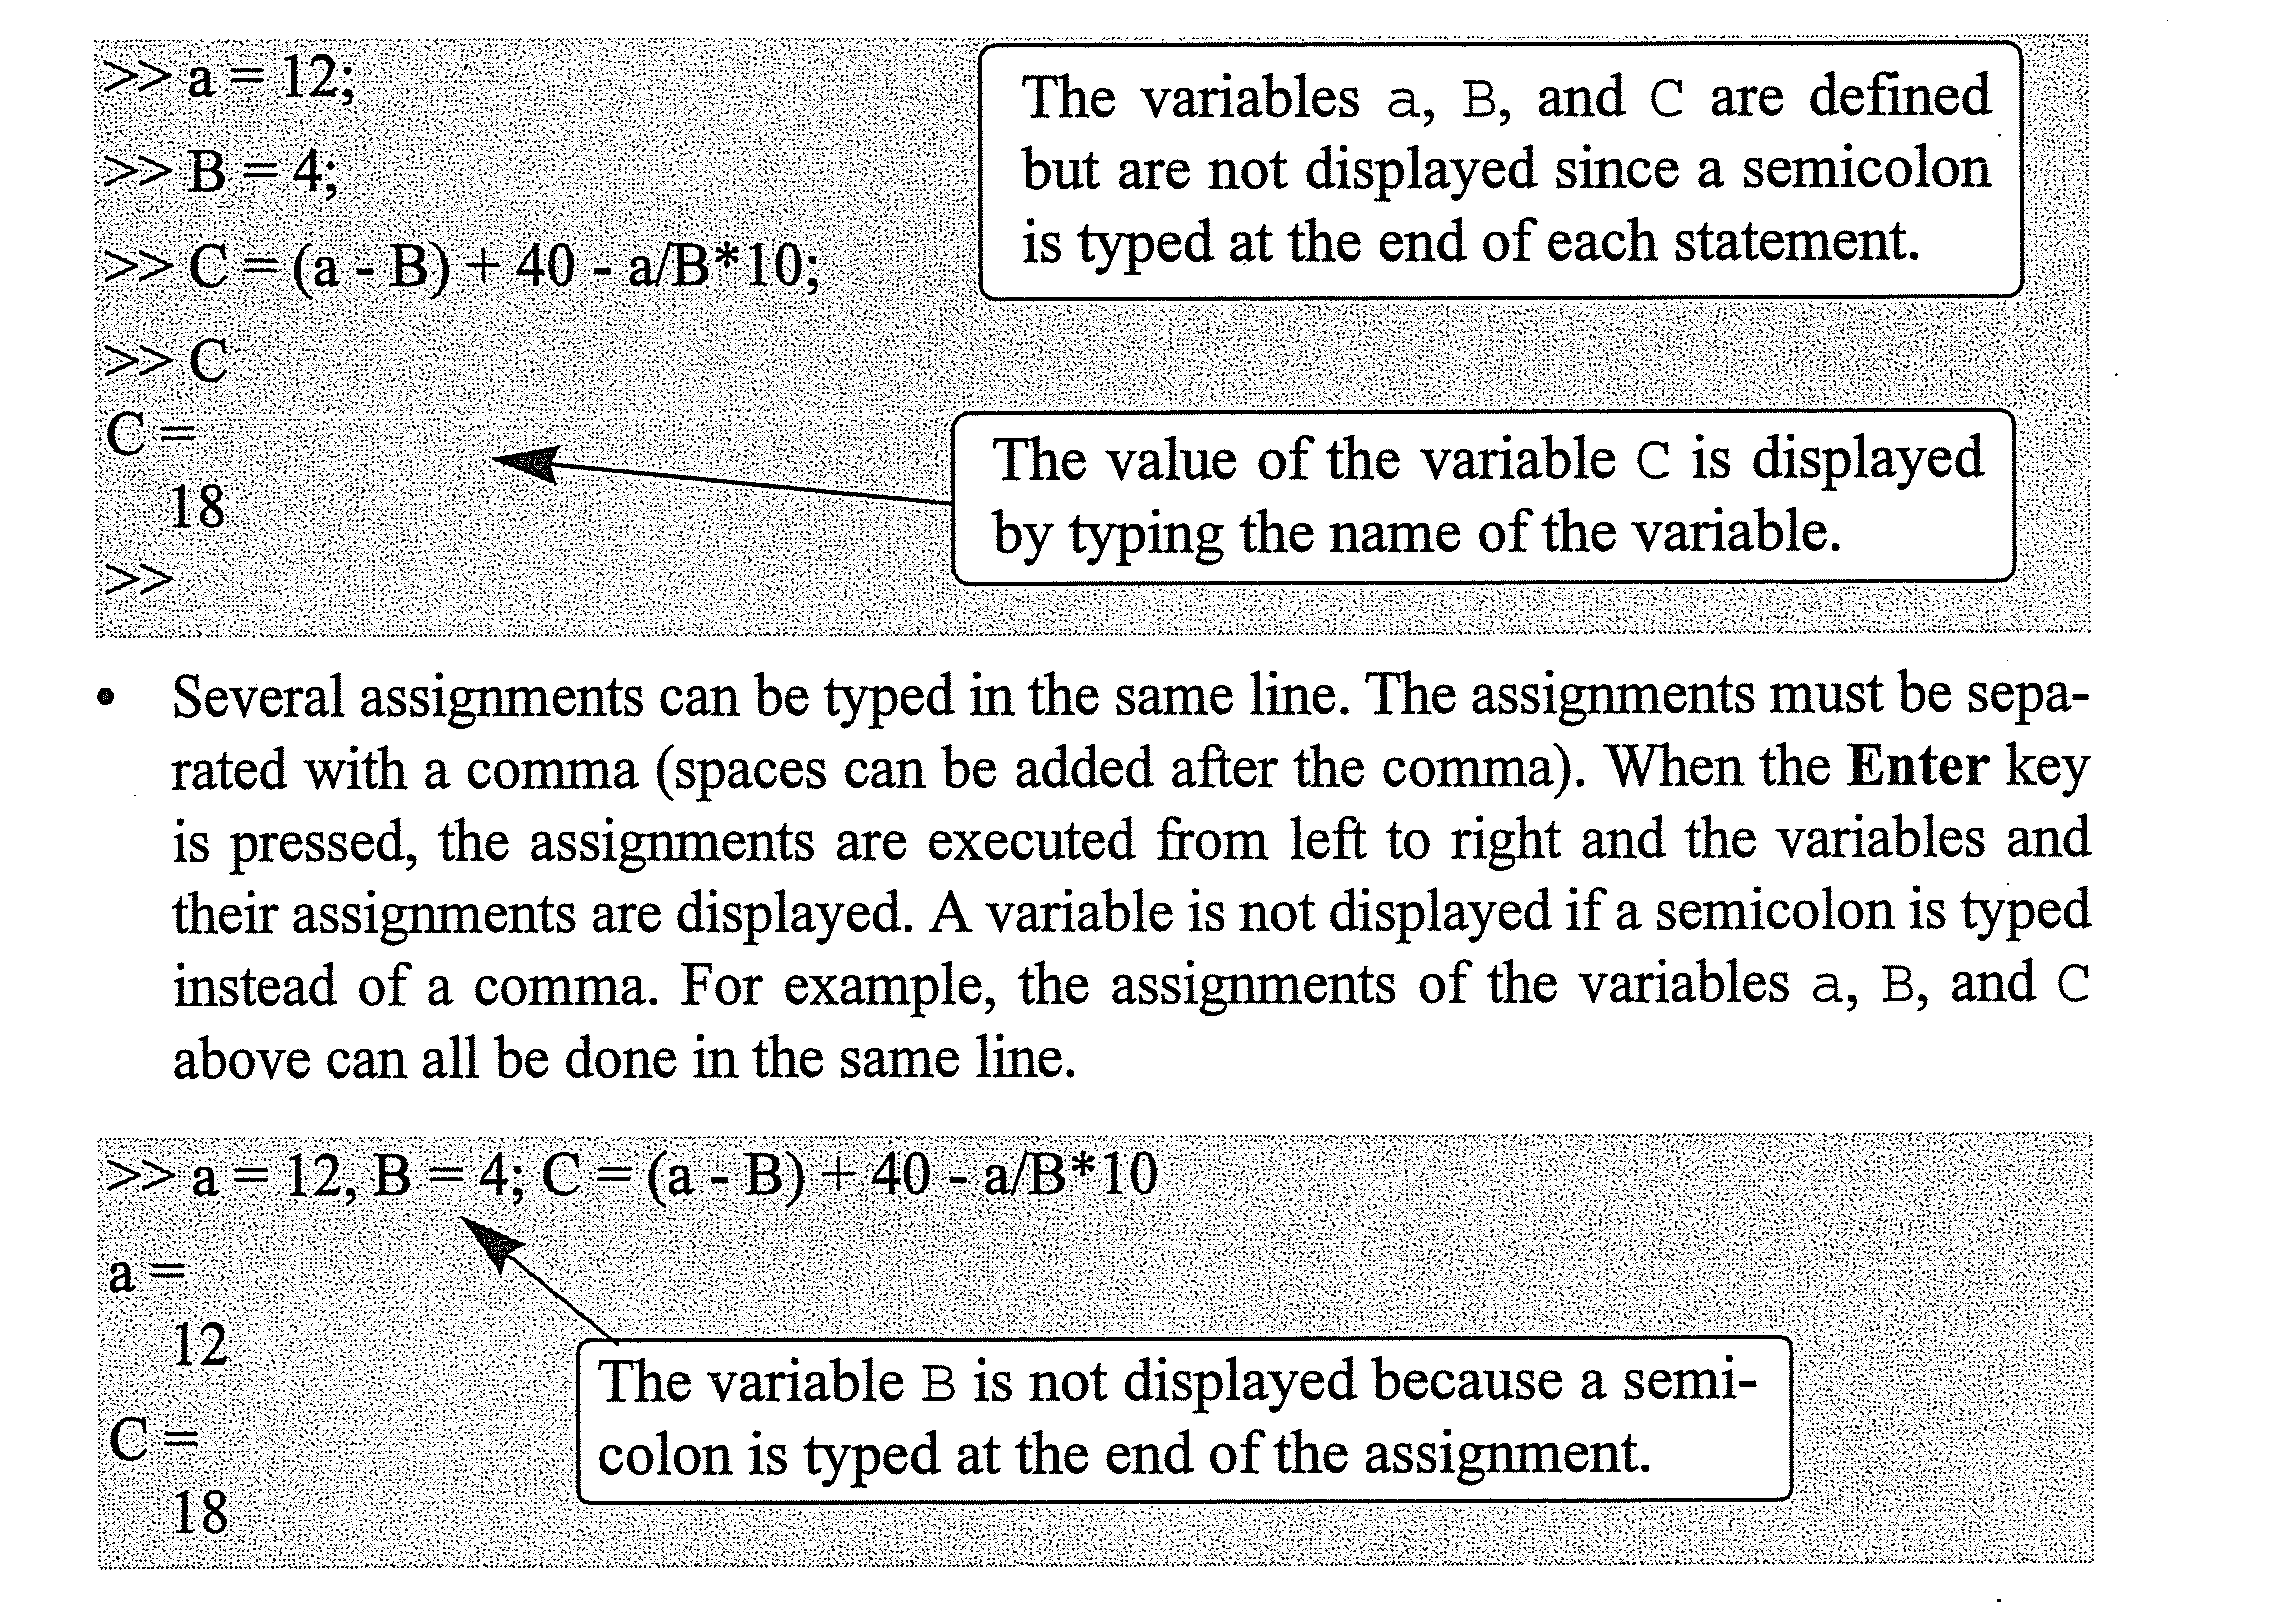 >> a = 12;
>> B = 4;
>> C = (a - B) + 40 - a/B*10;
>> C
C =
18
>>
The variables a, B, and C are defined
but are not displayed since a semicolon
is typed at the end of each statement.
The value of the variable C is displayed
by typing the name of the variable.
• Several assignments can be typed in the same line. The assignments must be sepa-
rated with a comma (spaces can be added after the comma). When the Enter key
is pressed, the assignments are executed from left to right and the variables and
their assignments are displayed. A variable is not displayed if a semicolon is typed
instead of a comma. For example, the assignments of the variables a, B, and C
above can all be done in the same line.
>> a = 12, B = 4; C = (a - B) + 40 - a/B*10
a =
12
C =
18
The variable B is not displayed because a semi-
colon is typed at the end of the assignment.